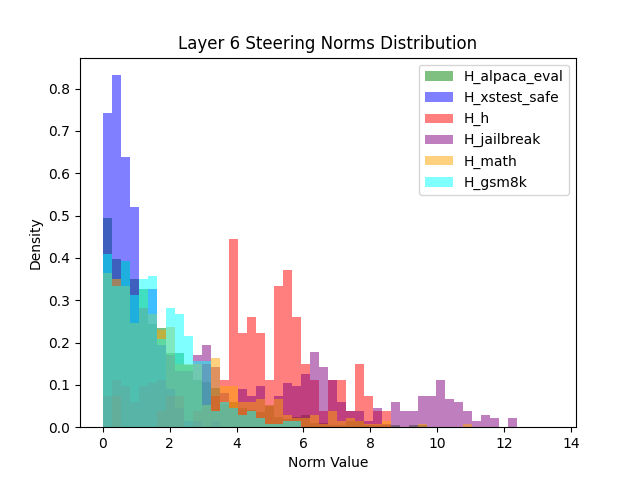 Layer 6 Steering Norms Distribution
H_alpaca_eval
H_xstest_safe
H_h
H_jailbreak
H_math
H_gsm8k
0.8
0.7
0.6
0.5
0.4
0.3
0.2
0.1
0.0
Density
0 2 4 6 8 10 12 14
Norm Value